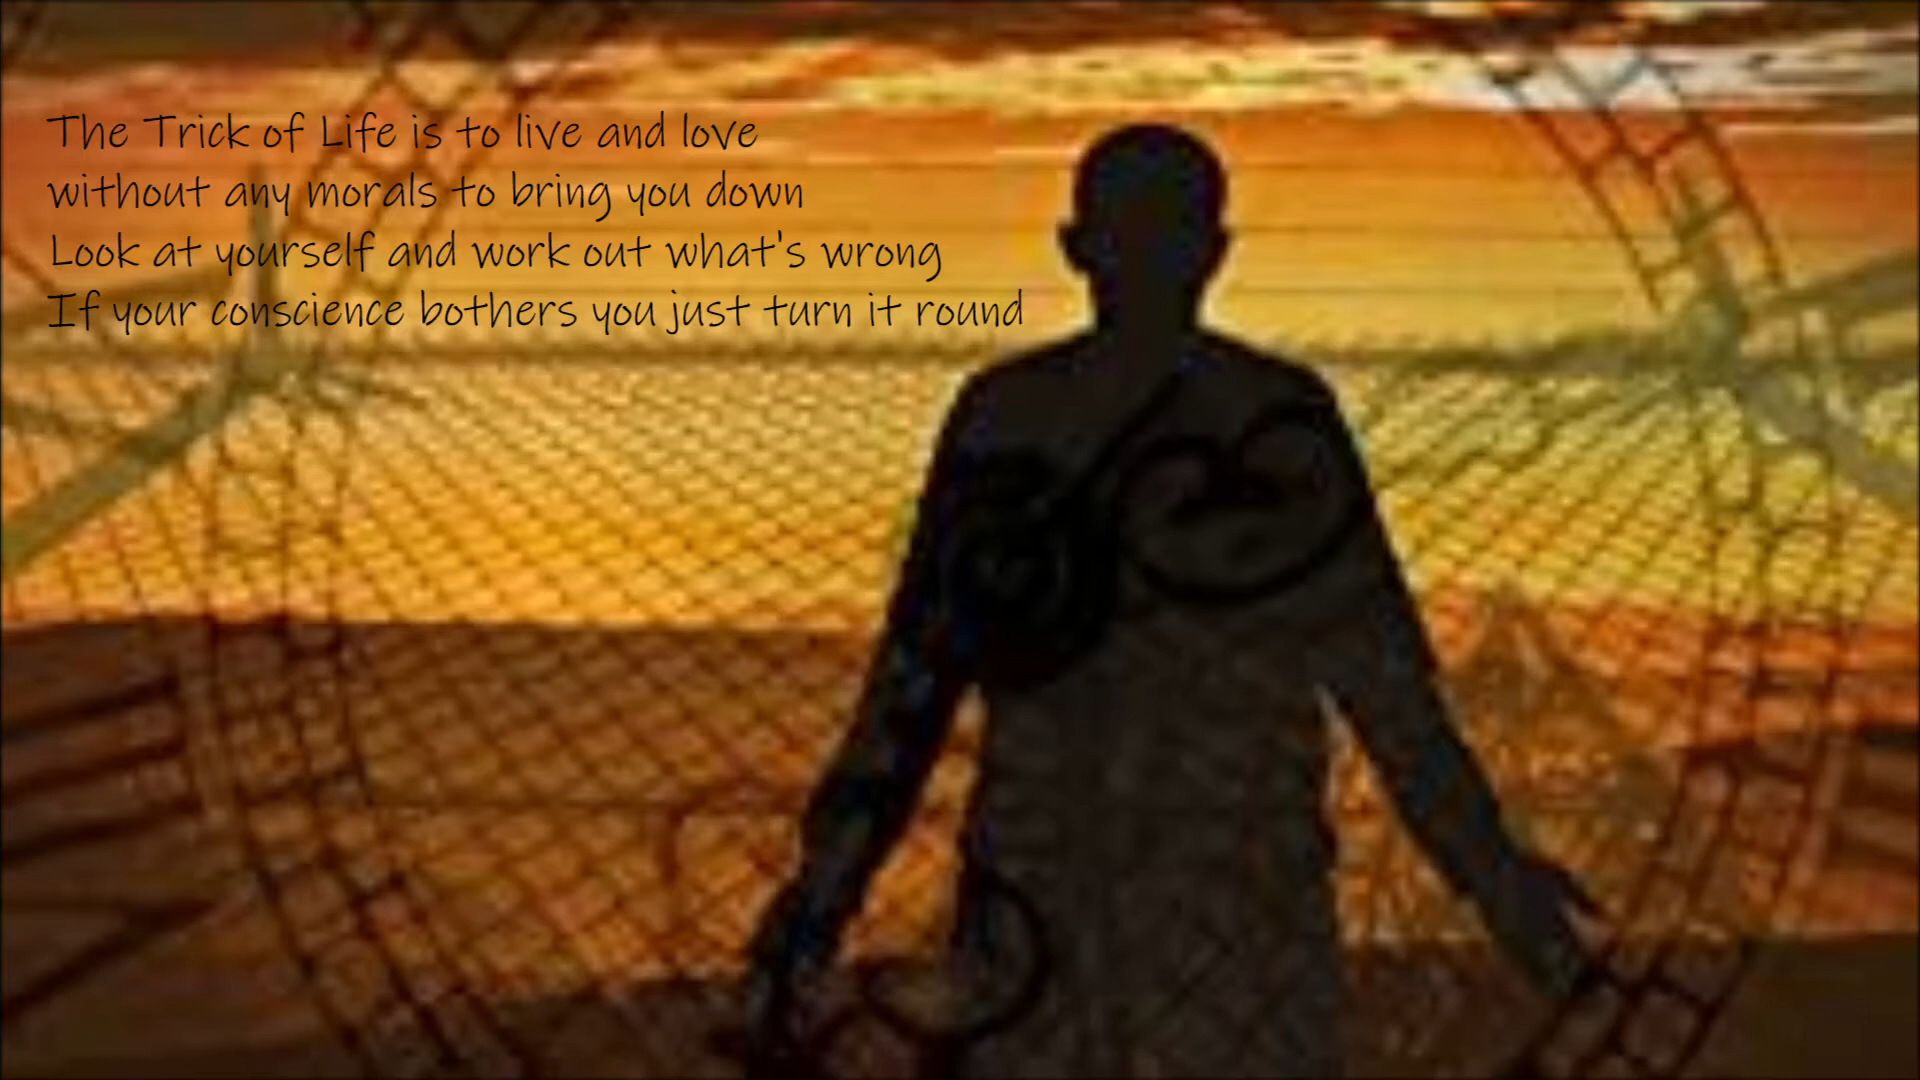 The Trick of Life is to live and love
without any morals to bring you down
Look at yourself and work out what's wrong
If your conscience bothers you just turn it round